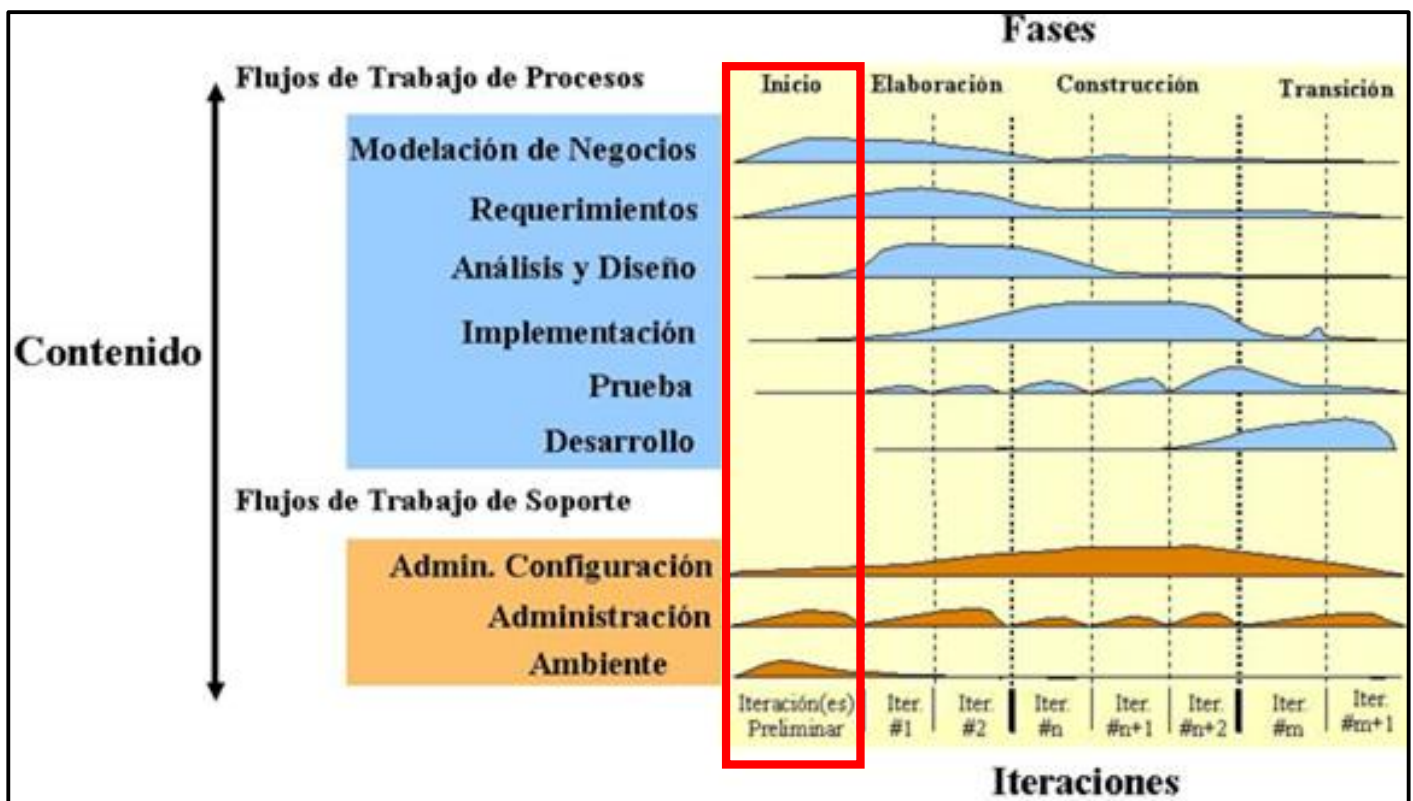 Fases
Flujos de Trabajo de Procesos
Inicio
Elaboración
Construcción
Transición
Modelación de Negocios
Requerimientos
Análisis y Diseño
Implementación
Contenido
Prueba
Desarrollo
Flujos de Trabajo de Soporte
Admin. Configuración
Administración
Ambiente
Iteración(es)
Preliminar
Iter.
#1
Iter.
#2
Iter.
#n
Iter.
#n+1
Iter.
#n+2
Iter.
#m
Iter.
#m+1
Iteraciones